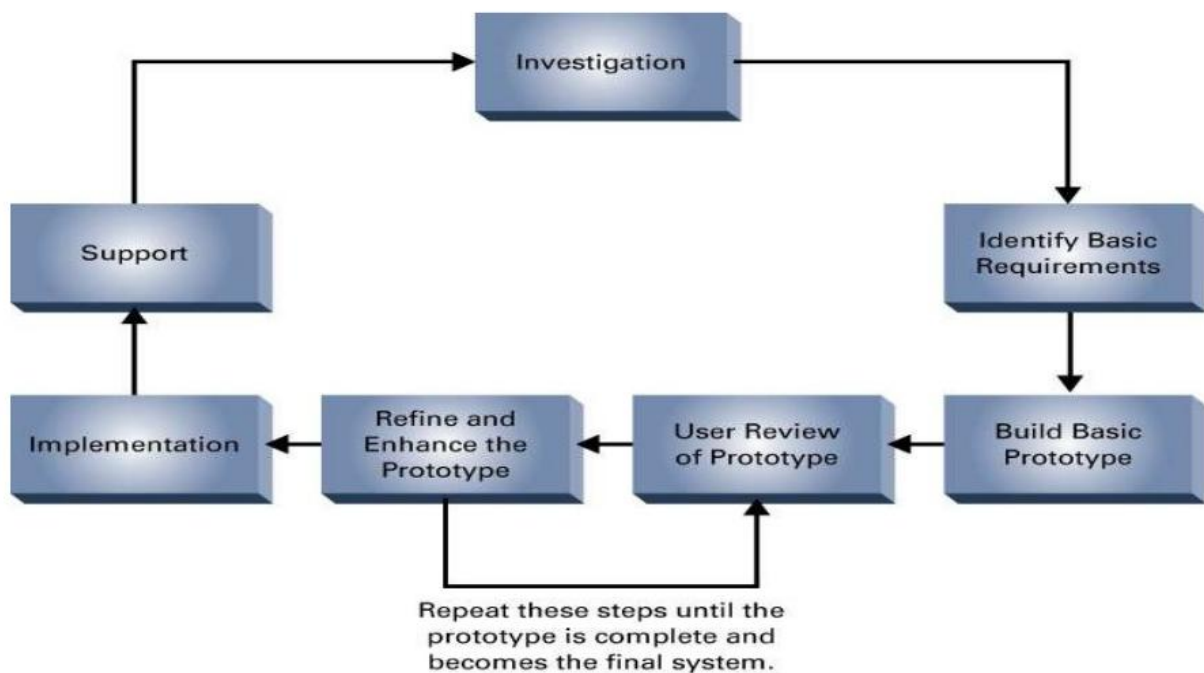 Investigation
Support
Identify Basic
Requirements
Implementation
Refine and
Enhance the
Prototype
User Review
of Prototype
Build Basic
Prototype
Repeat these steps until the
prototype is complete and
becomes the final system.